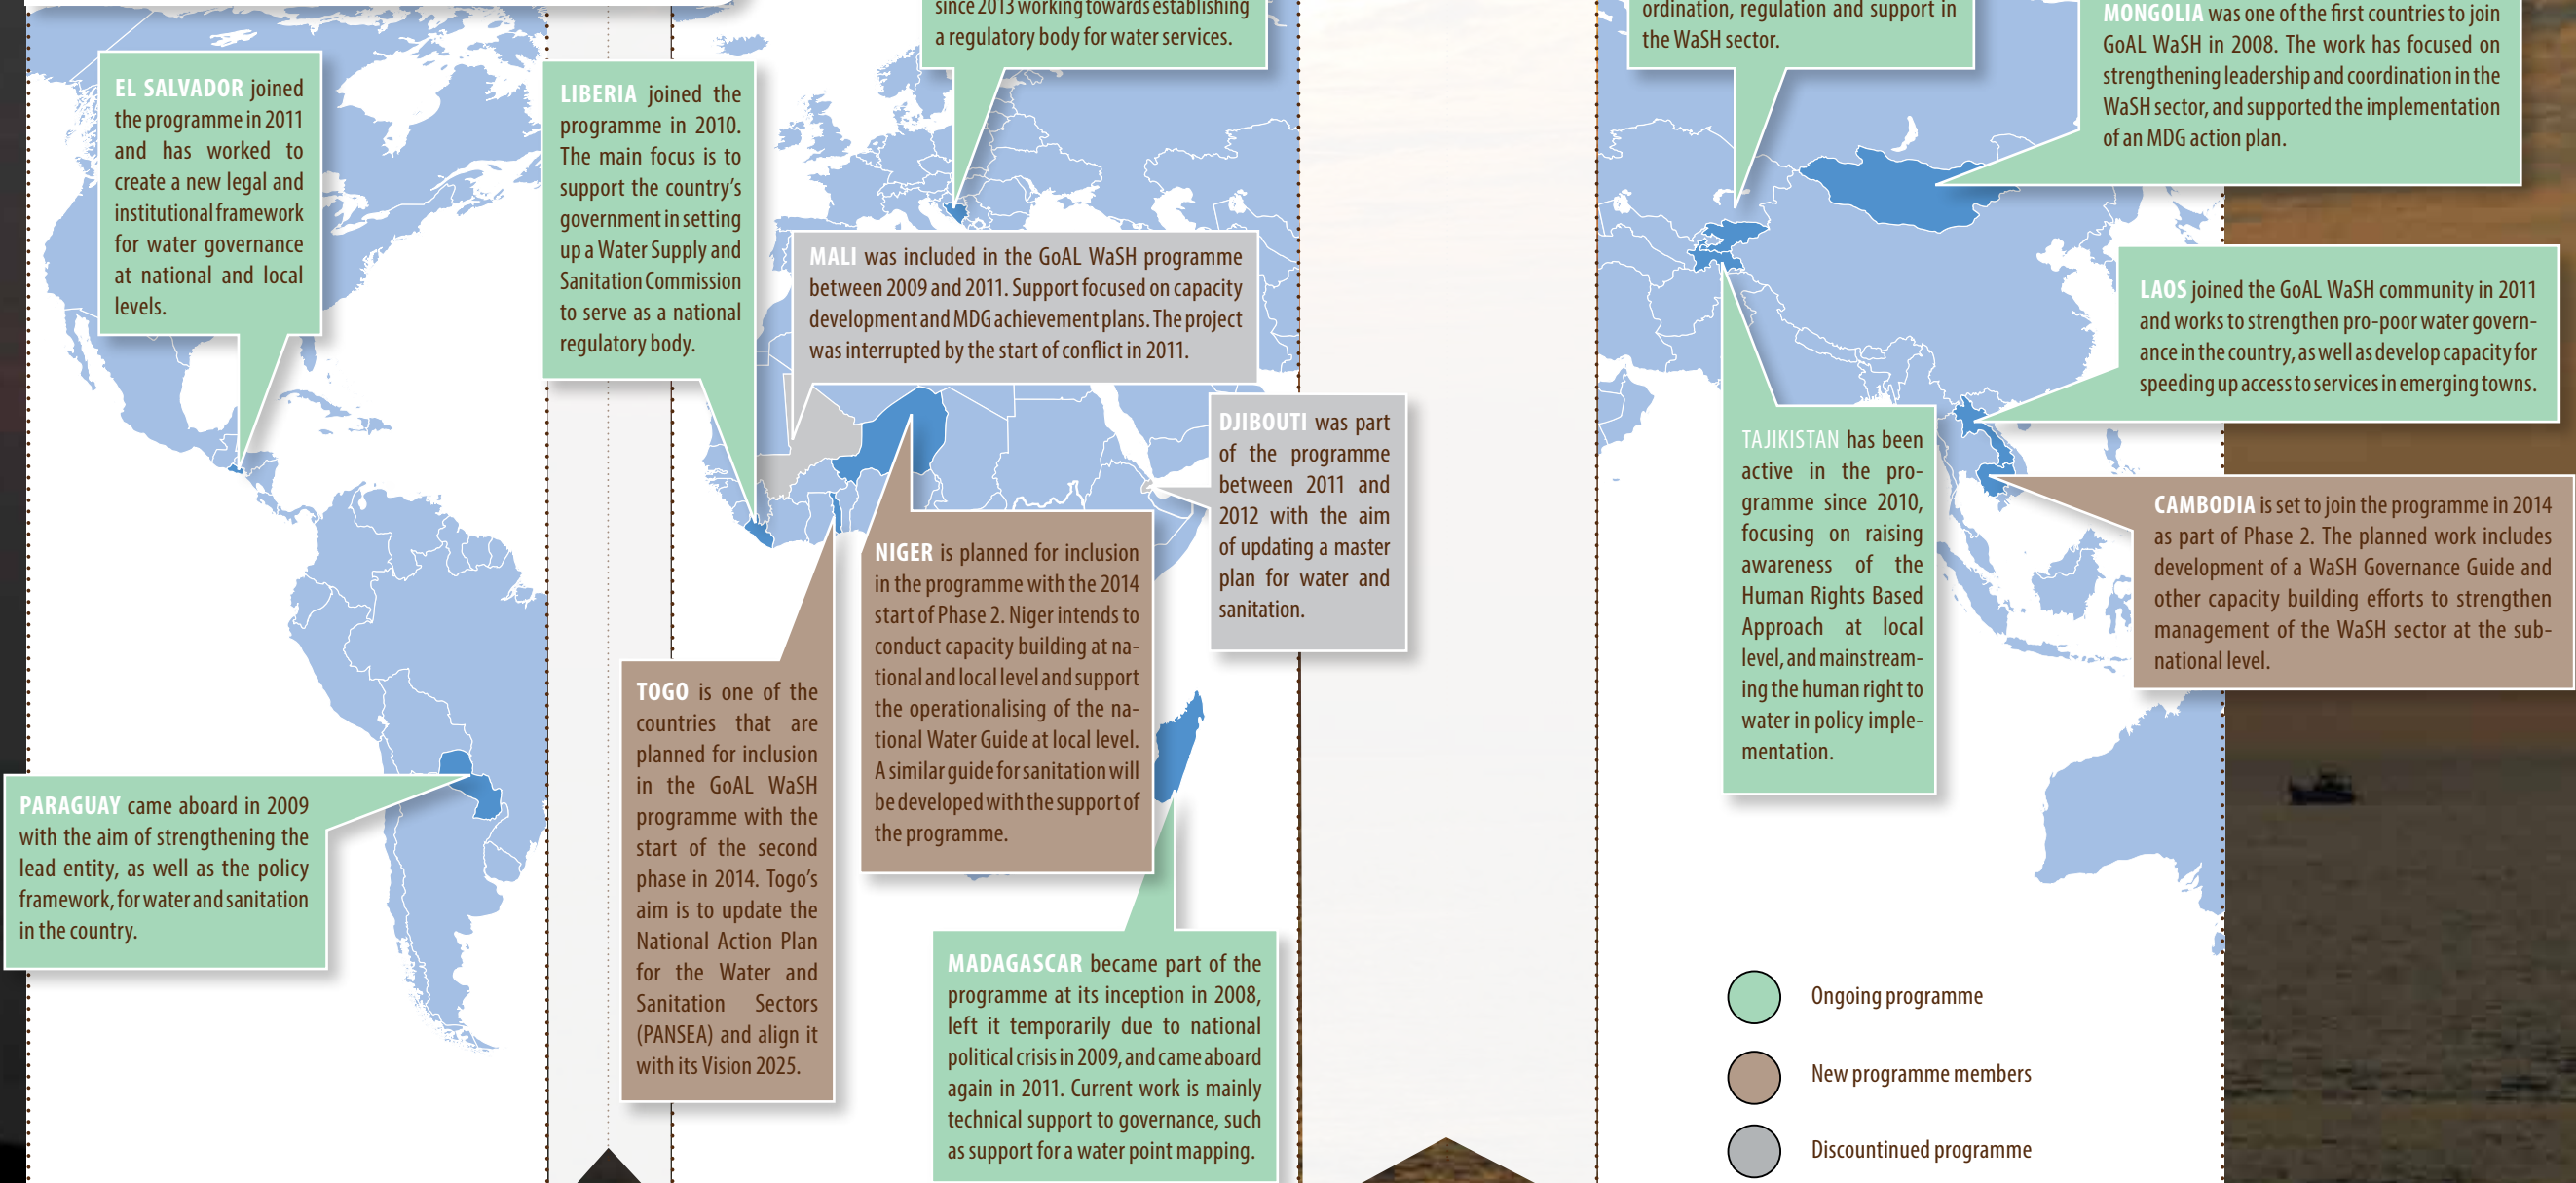 EL SALVADOR joined
the programme in 2011
and has worked to
create a new legal and
institutional framework
for water governance
at national and local
levels.
PARAGUAY came aboard in 2009
with the aim of strengthening the
lead entity, as well as the policy
framework, for water and sanitation
in the country.
LIBERIA joined the
programme in 2010.
The main focus is to
support the country's
government in setting
up a Water Supply and
Sanitation Commission
to serve as a national
regulatory body.
since 2013 working towards establishing
a regulatory body for water services.
MALI was included in the GoAL WaSH programme
between 2009 and 2011. Support focused on capacity
development and MDG achievement plans. The project
was interrupted by the start of conflict in 2011.
DJIBOUTI was part
of the programme
between 2011 and
2012 with the aim
of updating a master
plan for water and
sanitation.
TOGO is one of the
countries that are
planned for inclusion
in the GoAL WaSH
programme with the
start of the second
phase in 2014. Togo's
aim is to update the
National Action Plan
for the Water and
Sanitation Sectors
(PANSEA) and align it
with its Vision 2025.
NIGER is planned for inclusion
in the programme with the 2014
start of Phase 2. Niger intends to
conduct capacity building at na-
tional and local level and support
the operationalising of the na-
tional Water Guide at local level.
A similar guide for sanitation will
be developed with the support of
the programme.
MADAGASCAR became part of the
programme at its inception in 2008,
left it temporarily due to national
political crisis in 2009, and came aboard
again in 2011. Current work is mainly
technical support to governance, such
as support for a water point mapping.
ordination, regulation and support in
the WaSH sector.
MONGOLIA was one of the first countries to join
GoAL WaSH in 2008. The work has focused on
strengthening leadership and coordination in the
WaSH sector, and supported the implementation
of an MDG action plan.
LAOS joined the GoAL WaSH community in 2011
and works to strengthen pro-poor water govern-
ance in the country, as well as develop capacity for
speeding up access to services in emerging towns.
TAJIKISTAN has been
active in the pro-
gramme since 2010,
focusing on raising
awareness of the
Human Rights Based
Approach at local
level, and mainstream-
ing the human right to
water in policy imple-
mentation.
CAMBODIA is set to join the programme in 2014
as part of Phase 2. The planned work includes
development of a WaSH Governance Guide and
other capacity building efforts to strengthen
management of the WaSH sector at the sub-
national level.
Ongoing programme
New programme members
Discountinued programme